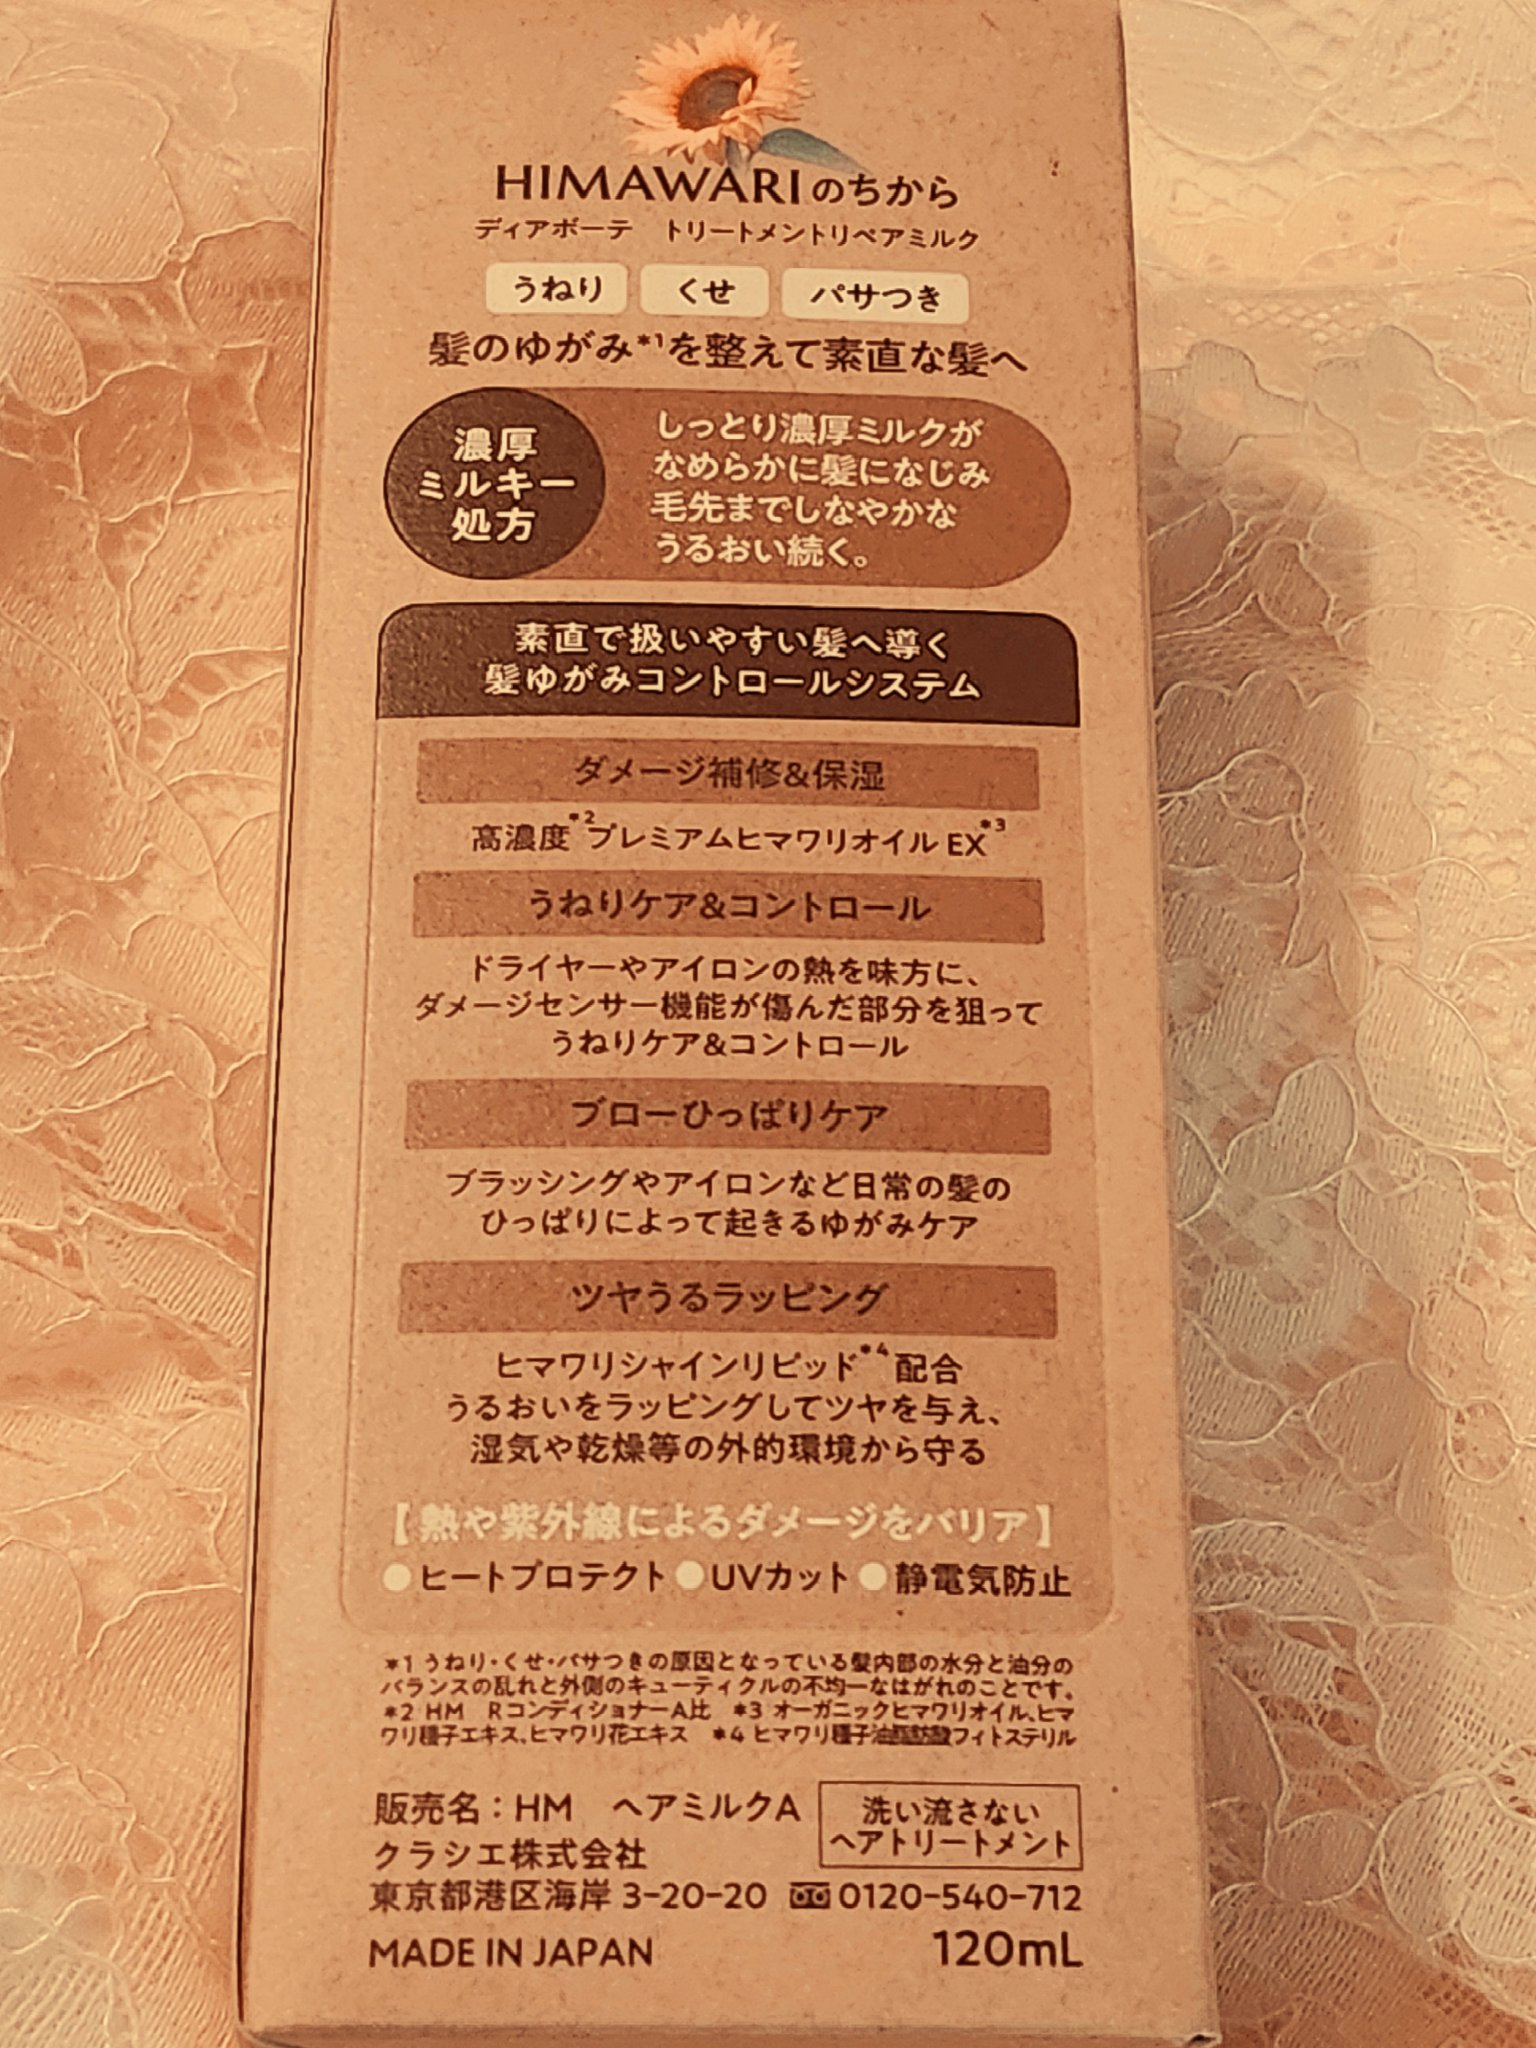 HIMAWARIのちから
ディアボーテ　トリートメントリペアミルク
うねり くせ パサつき
髪のゆがみ*1を整えて素直な髪へ
濃厚
ミルキー
処方
しっとり濃厚ミルクが
なめらかに髪になじみ
毛先までしなやかな
うるおい続く。
素直で扱いやすい髪へ導く
髪ゆがみコントロールシステム
ダメージ補修&保湿
高濃度*2プレミアムヒマワリオイルEX*3
うねりケア&コントロール
ドライヤーやアイロンの熱を味方に、
ダメージセンサー機能が傷んだ部分を狙って
うねりケア&コントロール
ブローひっぱりケア
ブラッシングやアイロンなど日常の髪の
ひっぱりによって起きるゆがみケア
ツヤうるラッピング
ヒマワリシャインリピッド*4配合
うるおいをラッピングしてツヤを与え、
湿気や乾燥等の外的環境から守る
【熱や紫外線によるダメージをバリア】
●ヒートプロテクト●UVカット●静電気防止
*1 うねり・くせ・パサつきの原因となっている髪内部の水分と油分の
バランスの乱れと外側のキューティクルの不均一なはがれのことです。
*2 HM　RコンディショナーA比　*3 オーガニックヒマワリオイル、ヒマ
ワリ種子エキス、ヒマワリ花エキス　*4 ヒマワリ種子油脂肪酸フィトステリル
販売名：HM　ヘアミルクA
クラシエ株式会社
洗い流さない
ヘアトリートメント
東京都港区海岸 3-20-20 0120-540-712
MADE IN JAPAN 120mL